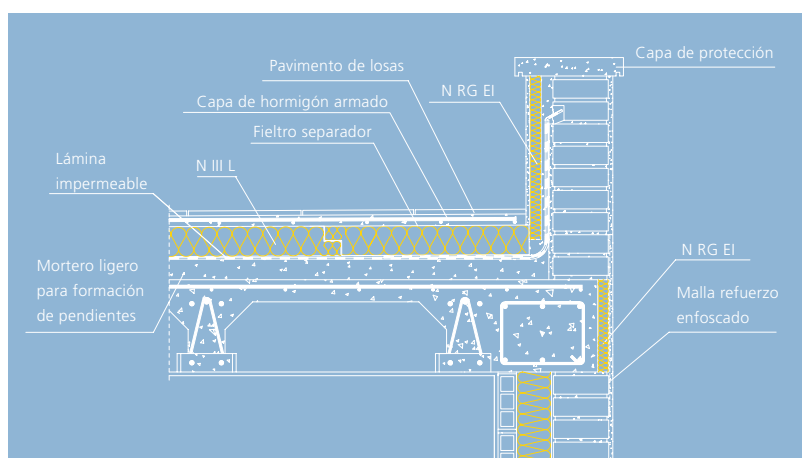 Capa de protección
Pavimento de losas
N RG EI
Capa de hormigón armado
Fieltro separador
Lámina
impermeable
N III L
Mortero ligero
para formación
de pendientes
N RG EI
Malla refuerzo
enfoscado